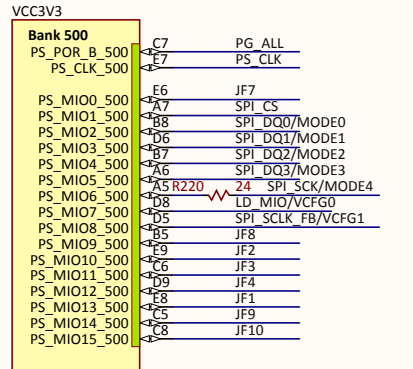 VCC3V3
Bank 500
PS_POR_B_500 C7 PG_ALL
PS_CLK_500 E7 PS_CLK
PS_MIO0_500 E6 JF7
PS_MIO1_500 A7 SPI_CS
PS_MIO2_500 B8 SPI_DQ0/MODE0
PS_MIO3_500 D6 SPI_DQ1/MODE1
PS_MIO4_500 B7 SPI_DQ2/MODE2
PS_MIO5_500 A6 SPI_DQ3/MODE3
PS_MIO6_500 A5 R220 24 SPI_SCK/MODE4
PS_MIO7_500 D8 LD_MIO/VCFG0
PS_MIO8_500 D5 SPI_SCLK_FB/VCFG1
PS_MIO9_500 B5 JF8
PS_MIO10_500 E9 JF2
PS_MIO11_500 C6 JF3
PS_MIO12_500 D9 JF4
PS_MIO13_500 E8 JF1
PS_MIO14_500 C5 JF9
PS_MIO15_500 C8 JF10